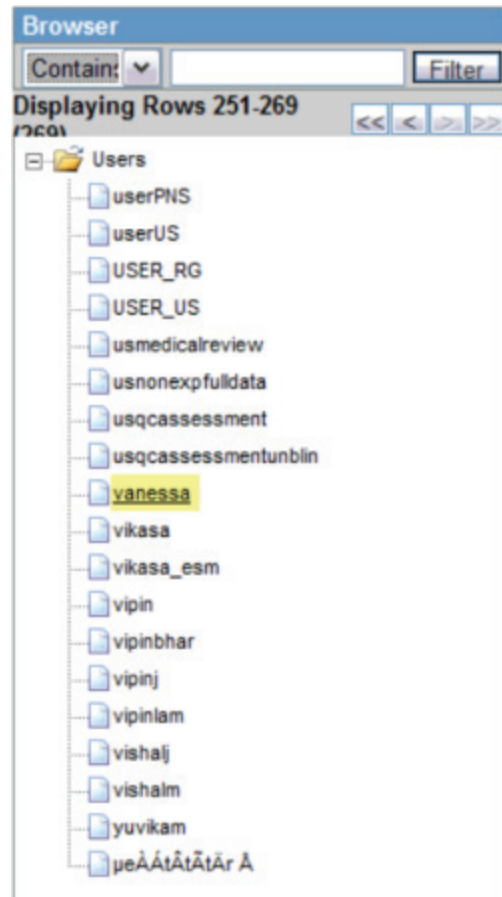 Browser
Contain:
Filter
Displaying Rows 251-269
(269)
<< < > >>
Users
userPNS
userUS
USER_RG
USER_US
usmedicalreview
usnonexpfulldata
usqcassessment
usqcassessmentunblin
vanessa
vikasa
vikasa_esm
vipin
vipinbhar
vipinj
vipinlam
vishalj
vishalm
yuvikam
µeÀÁtÂtÃtÄr Å